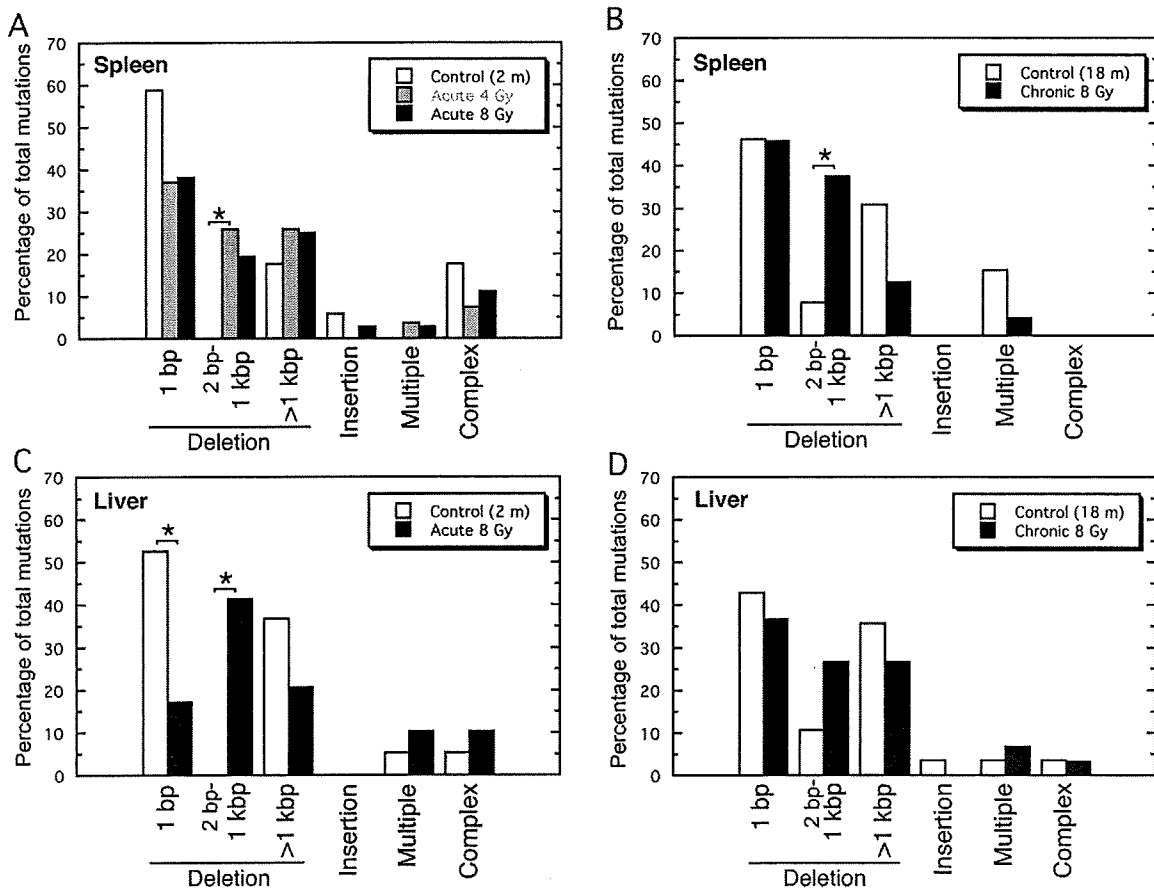 A
Percentage of total mutations
70
60
50
40
30
20
10
0
Spleen
Control (2 m)
Acute 4 Gy
Acute 8 Gy
*
1 bp
2 bp-
1 kbp
>1 kbp
Insertion
Multiple
Complex
Deletion
B
Percentage of total mutations
70
60
50
40
30
20
10
0
Spleen
Control (18 m)
Chronic 8 Gy
*
1 bp
2 bp-
1 kbp
>1 kbp
Insertion
Multiple
Complex
Deletion
C
Percentage of total mutations
70
60
50
40
30
20
10
0
Liver
Control (2 m)
Acute 8 Gy
*
*
1 bp
2 bp-
1 kbp
>1 kbp
Insertion
Multiple
Complex
Deletion
D
Percentage of total mutations
70
60
50
40
30
20
10
0
Liver
Control (18 m)
Chronic 8 Gy
1 bp
2 bp-
1 kbp
>1 kbp
Insertion
Multiple
Complex
Deletion